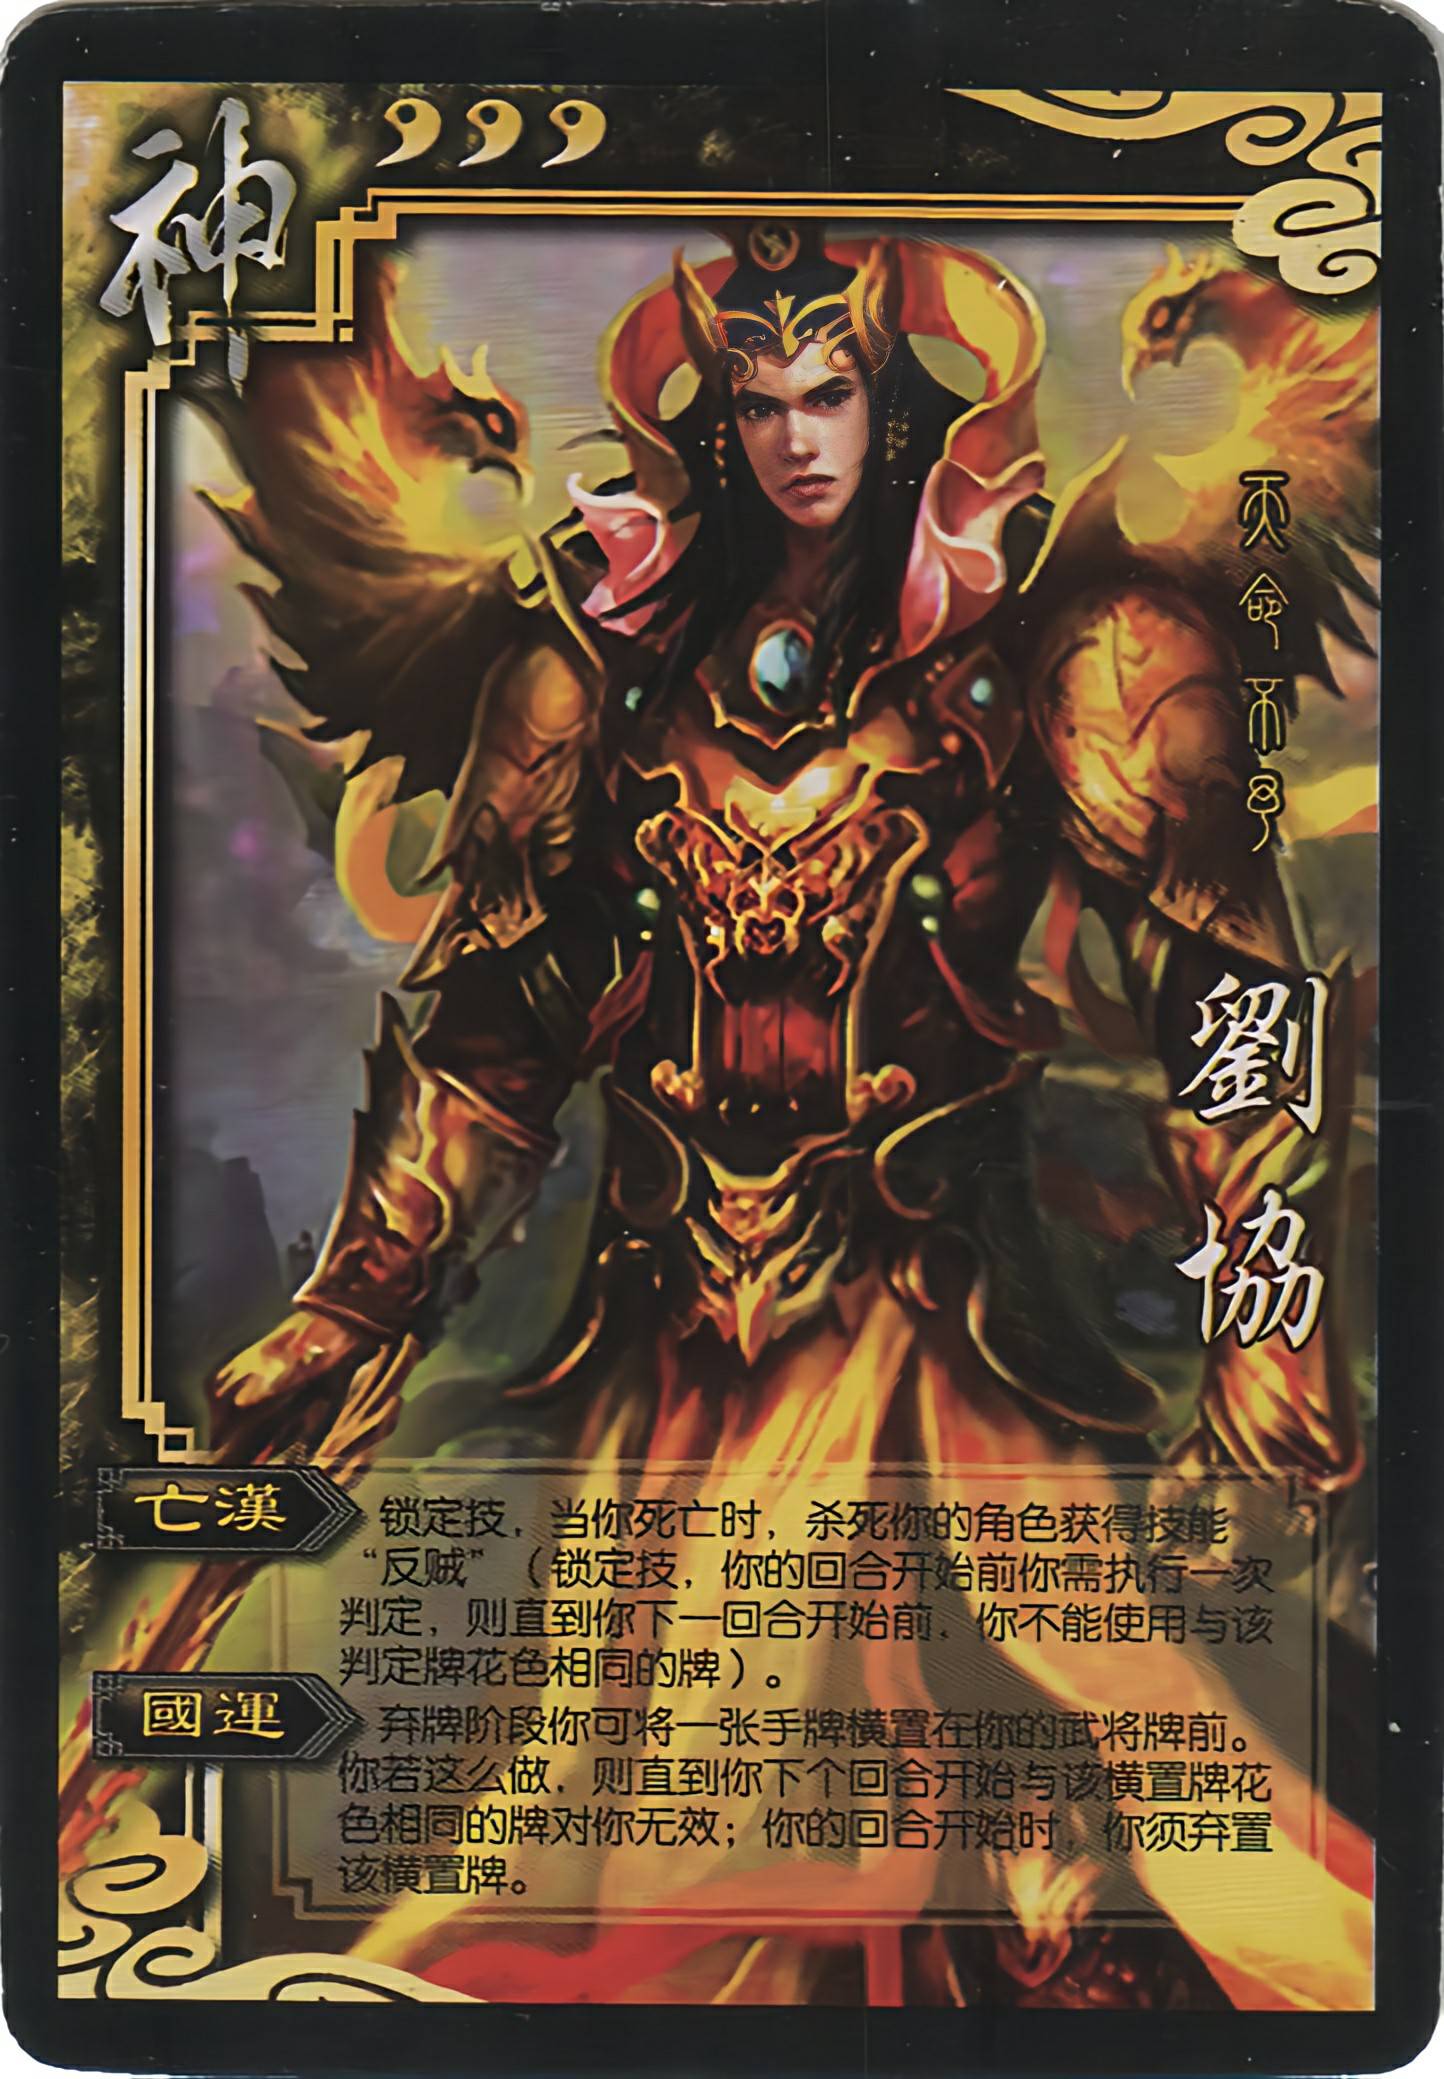 神
天命不子
劉協
亡漢
锁定技，当你死亡时，杀死你的角色获得技能
“反贼”（锁定技，你的回合开始前你需执行一次
判定，则直到你下一回合开始前，你不能使用与该
判定牌花色相同的牌）。
國運
弃牌阶段你可将一张手牌横置在你的武将牌前。
你若这么做，则直到你下个回合开始与该横置牌花
色相同的牌对你无效；你的回合开始时，你须弃置
该横置牌。